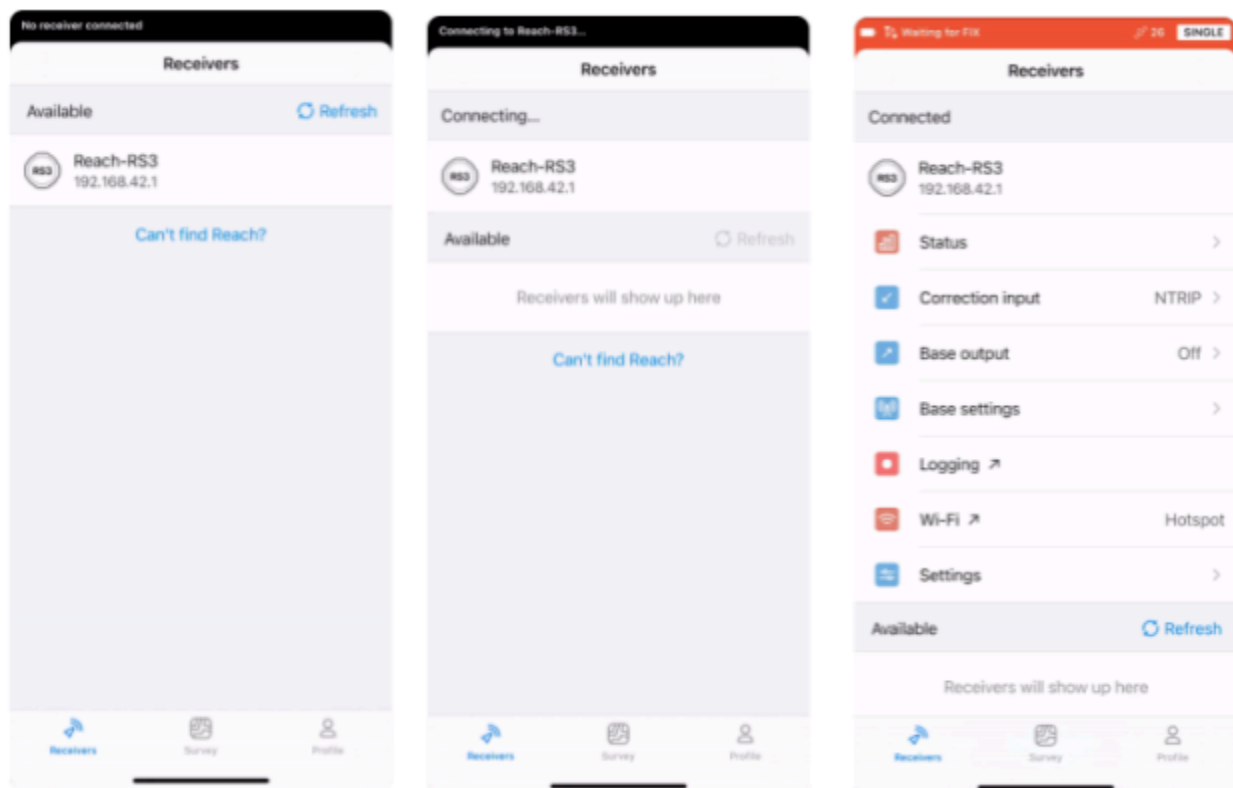 No receiver connected
Receivers
Available Refresh
RS3 Reach-RS3
192.168.42.1
Can't find Reach?
Receivers Survey Profile
Connecting to Reach-RS3...
Receivers
Connecting...
RS3 Reach-RS3
192.168.42.1
Available Refresh
Receivers will show up here
Can't find Reach?
Receivers Survey Profile
Waiting for FIX 26 SINGLE
Receivers
Connected
RS3 Reach-RS3
192.168.42.1
Status
Correction input NTRIP
Base output Off
Base settings
Logging
Wi-Fi Hotspot
Settings
Available Refresh
Receivers will show up here
Receivers Survey Profile